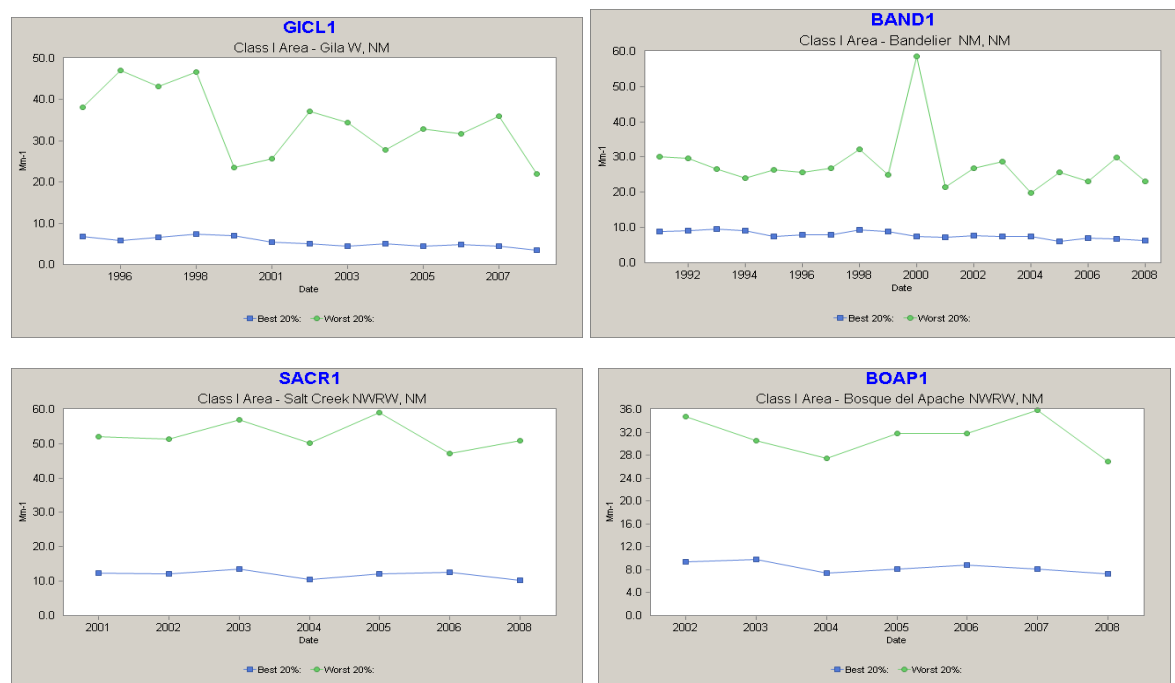 GICL1
Class I Area - Gila W, NM
50.0
40.0
30.0
20.0
10.0
0.0
Mm-1
1996
1998
2001
2003
2005
2007
Date
Best 20%: Worst 20%:
BAND1
Class I Area - Bandelier NM, NM
60.0
50.0
40.0
30.0
20.0
10.0
0.0
Mm-1
1992
1994
1996
1998
2000
2002
2004
2006
2008
Date
Best 20%: Worst 20%:
SACR1
Class I Area - Salt Creek NWRW, NM
60.0
50.0
40.0
30.0
20.0
10.0
0.0
Mm-1
2001
2002
2003
2004
2005
2006
2008
Date
Best 20%: Worst 20%:
BOAP1
Class I Area - Bosque del Apache NWRW, NM
36.0
32.0
28.0
24.0
20.0
16.0
12.0
8.0
4.0
0.0
Mm-1
2002
2003
2004
2005
2006
2007
2008
Date
Best 20%: Worst 20%: